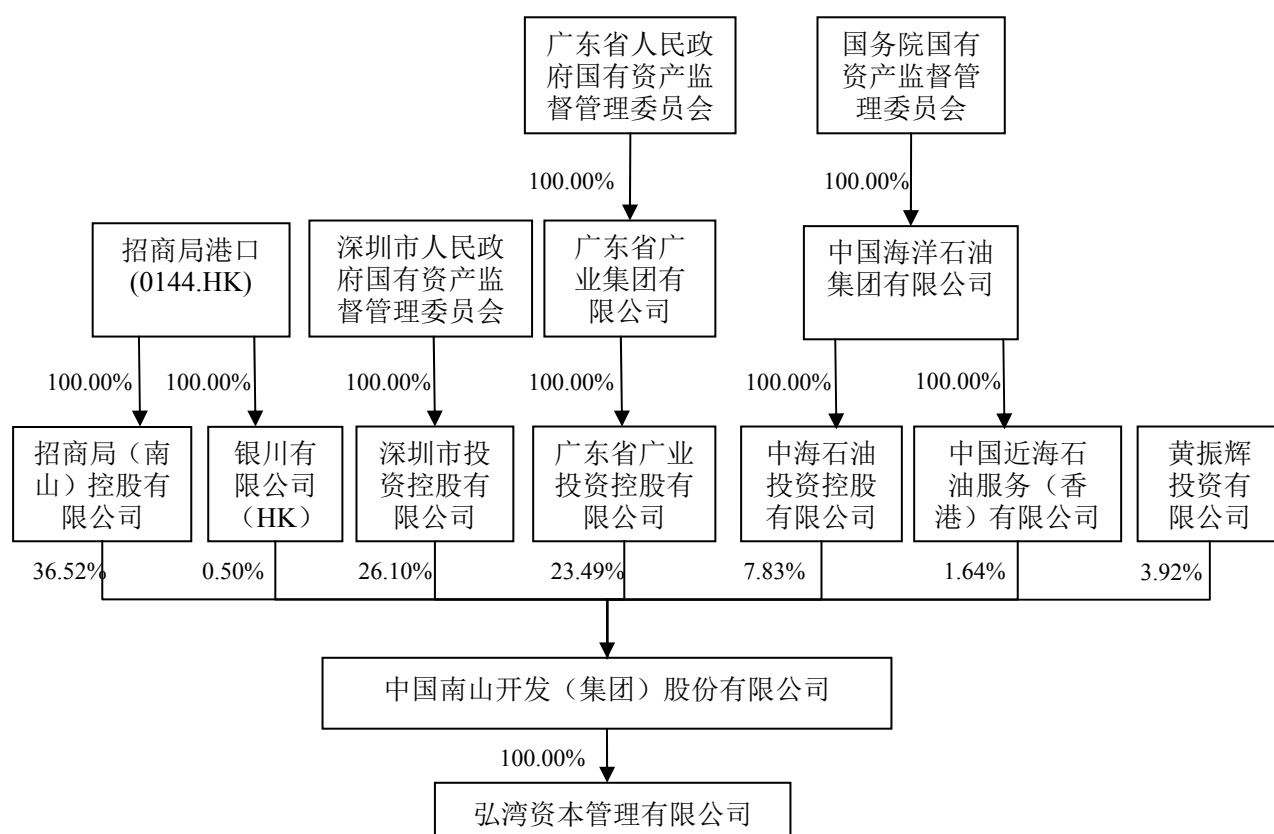 广东省人民政
府国有资产监
督管理委员会
国务院国有
资产监督管
理委员会
100.00%
100.00%
招商局港口
(0144.HK)
深圳市人民政
府国有资产监
督管理委员会
广东省广
业集团有
限公司
中国海洋石油
集团有限公司
100.00%
100.00%
100.00%
100.00%
100.00%
100.00%
招商局（南
山）控股有
限公司
银川有
限公司
（HK）
深圳市投
资控股有
限公司
广东省广业
投资控股有
限公司
中海石油
投资控股
有限公司
中国近海石
油服务（香
港）有限公司
黄振辉
投资有
限公司
36.52%
0.50%
26.10%
23.49%
7.83%
1.64%
3.92%
中国南山开发（集团）股份有限公司
100.00%
弘湾资本管理有限公司